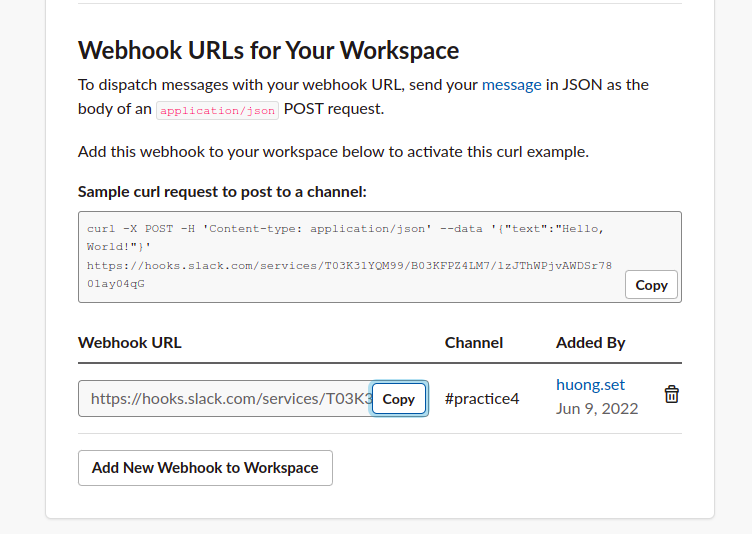 Webhook URLs for Your Workspace
To dispatch messages with your webhook URL, send your message in JSON as the
body of an application/json POST request.
Add this webhook to your workspace below to activate this curl example.
Sample curl request to post to a channel:
curl -X POST -H 'Content-type: application/json' --data '{"text":"Hello,
World!"}'
https://hooks.slack.com/services/T03K31YQM99/B03KFPZ4LM7/lzJThWPjvAWDSr78
0lay04qG
Copy
Webhook URL Channel Added By
https://hooks.slack.com/services/T03K3 Copy #practice4 huong.set
Jun 9, 2022
Add New Webhook to Workspace